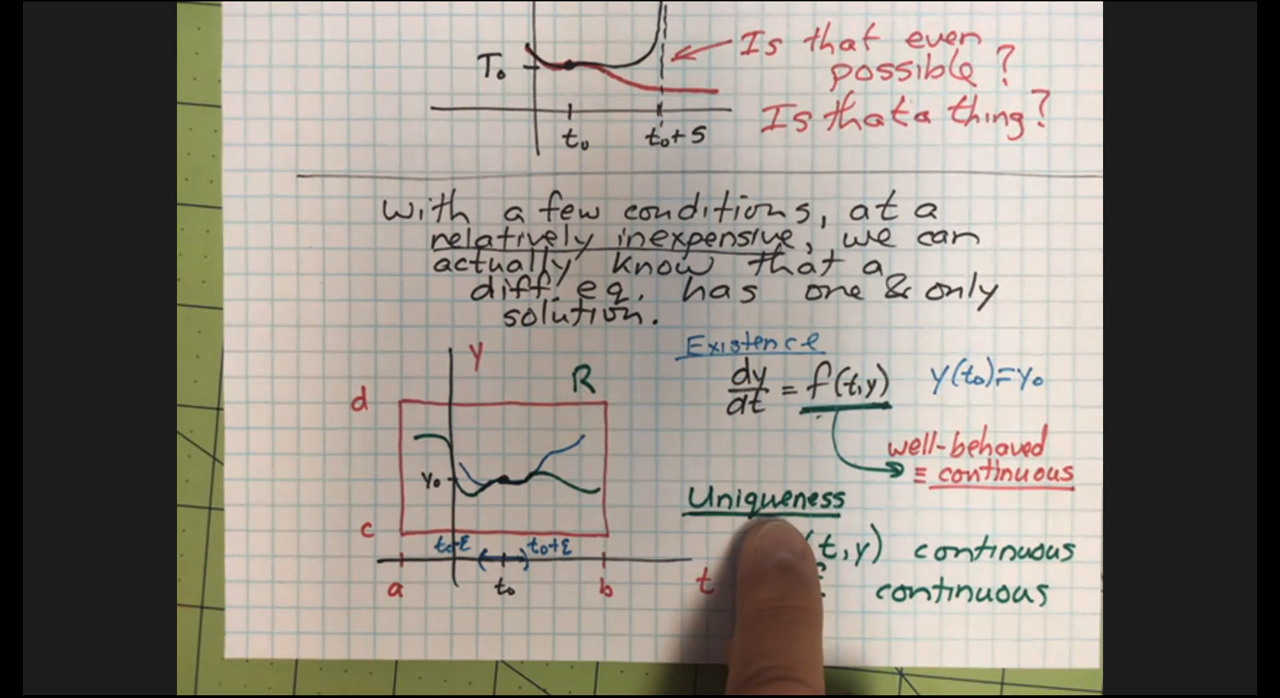 Is that even
possible?
T₀
Is that a thing?
t₀
t₀+s
With a few conditions, at a
relatively inexpensive, we can
actually know that a
diff. eq. has one & only
solution.
y
Existence
d
R
dy/dt = f(t,y)
y(t₀)=y₀
well-behaved
≡ continuous
y₀
Uniqueness
c
t₀-ε
t₀+ε
(t,y) continuous
a
t₀
b
t
continuous